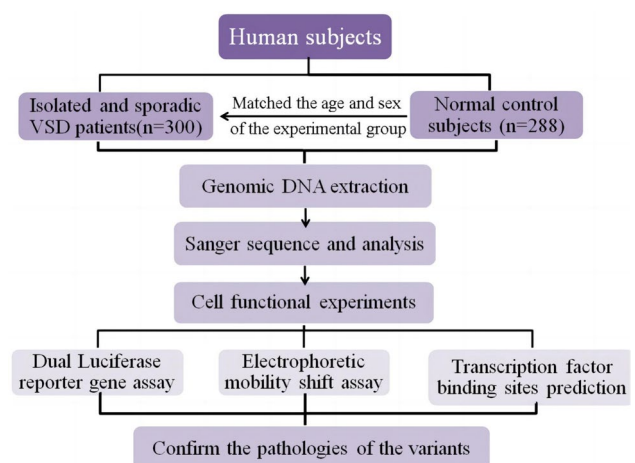 Human subjects
Isolated and sporadic
VSD patients(n=300)
Matched the age and sex
of the experimental group
Normal control
subjects (n=288)
Genomic DNA extraction
Sanger sequence and analysis
Cell functional experiments
Dual Luciferase
reporter gene assay
Electrophoretic
mobility shift assay
Transcription factor
binding sites prediction
Confirm the pathologies of the variants